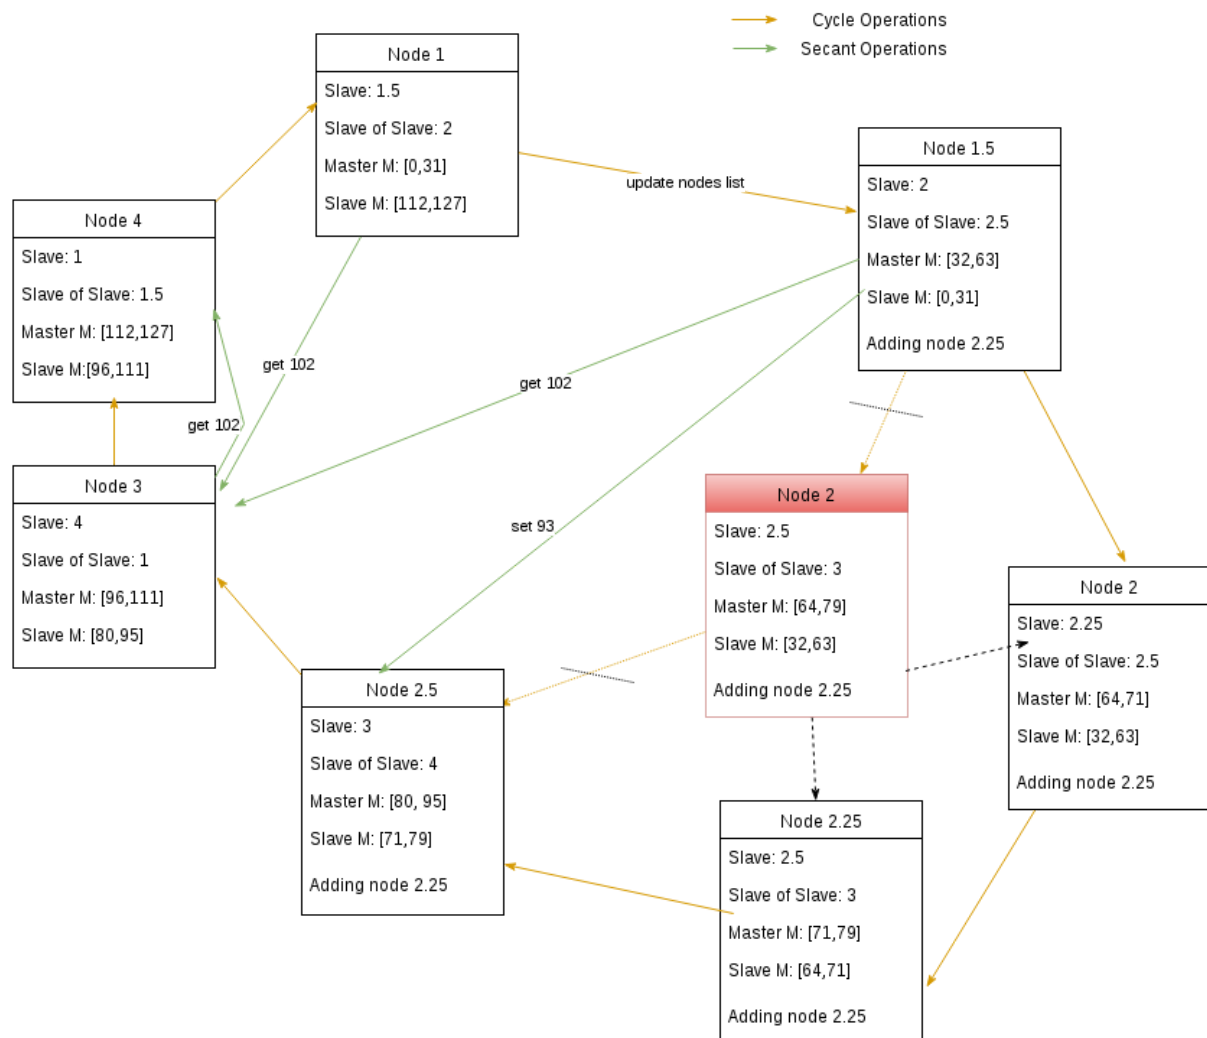 Cycle Operations
Secant Operations
Node 1
Slave: 1.5
Slave of Slave: 2
Master M: [0,31]
Slave M: [112,127]
update nodes list
Node 1.5
Slave: 2
Slave of Slave: 2.5
Master M: [32,63]
Slave M: [0,31]
Adding node 2.25
Node 4
Slave: 1
Slave of Slave: 1.5
Master M: [112,127]
Slave M:[96,111]
get 102
get 102
get 102
Node 3
Slave: 4
Slave of Slave: 1
Master M: [96,111]
Slave M: [80,95]
set 93
Node 2
Slave: 2.5
Slave of Slave: 3
Master M: [64,79]
Slave M: [32,63]
Adding node 2.25
Node 2
Slave: 2.25
Slave of Slave: 2.5
Master M: [64,71]
Slave M: [32,63]
Adding node 2.25
Node 2.5
Slave: 3
Slave of Slave: 4
Master M: [80, 95]
Slave M: [71,79]
Adding node 2.25
Node 2.25
Slave: 2.5
Slave of Slave: 3
Master M: [71,79]
Slave M: [64,71]
Adding node 2.25